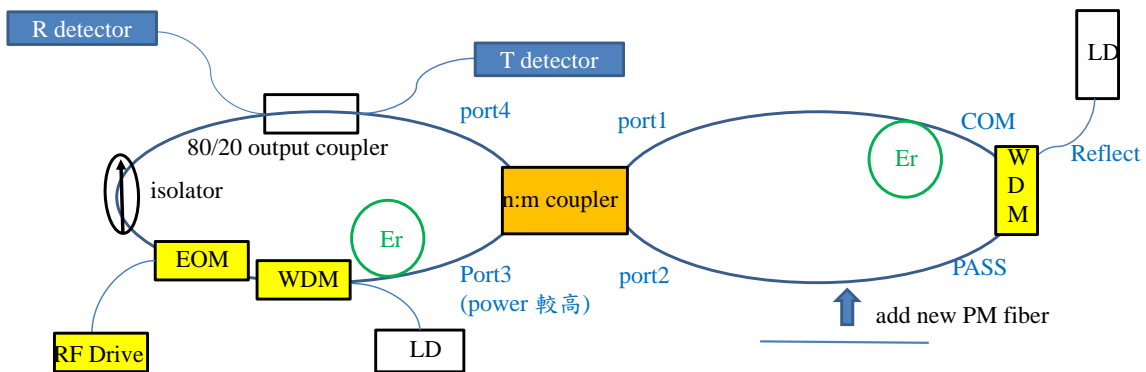 R detector
T detector
LD
port4
port1
COM
80/20 output coupler
Reflect
isolator
Er
W
D
M
n:m coupler
Er
EOM
WDM
Port3
(power 較高)
port2
PASS
add new PM fiber
RF Drive
LD